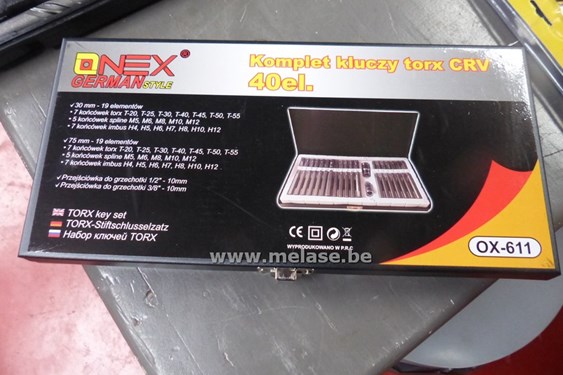 ONEX
GERMAN STYLE
Komplet kluczy torx CRV
40el.
✓30 mm - 19 elementów
• 7 końcówek torx T-20, T-25, T-30, T-40, T-45, T-50, T-55
• 5 końcówek spline M5, M6, M8, M10, M12
• 7 końcówek imbus H4, H5, H6, H7, H8, H10, H12
✓75 mm - 19 elementów
• 7 końcówek torx T-20, T-25, T-30, T-40, T-45, T-50, T-55
• 5 końcówek spline M5, M6, M8, M10, M12
• 7 końcówek imbus H4, H5, H6, H7, H8, H10, H12
✓Przejściówka do grzechotki 1/2" - 10mm
✓Przejściówka do grzechotki 3/8" - 10mm
TORX key set
TORX-Stiftschlusselzatz
Набор ключей TORX
CE
WYPRODUKOWANO W P.R.C
OX-611
www.melase.be